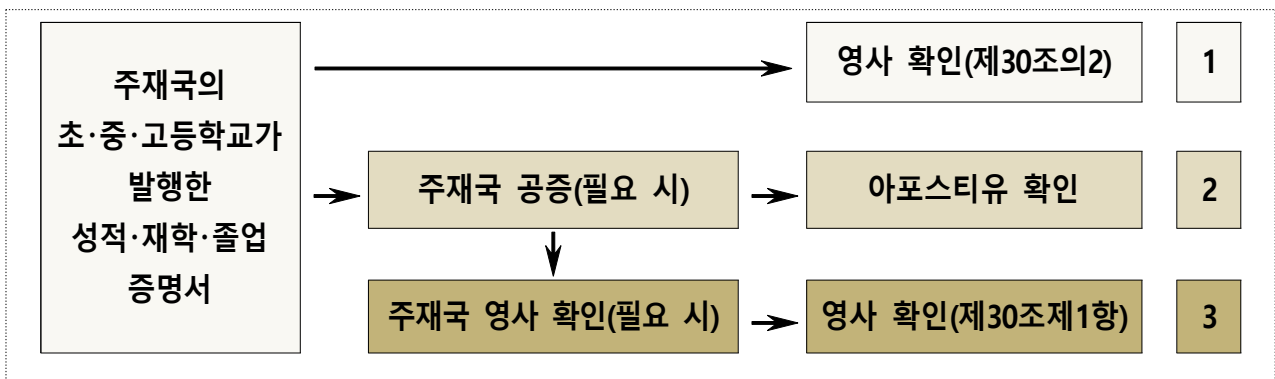 주재국의
초·중·고등학교가
발행한
성적·재학·졸업
증명서
영사 확인(제30조의2)
1
주재국 공증(필요 시)
아포스티유 확인
2
주재국 영사 확인(필요 시)
영사 확인(제30조제1항)
3